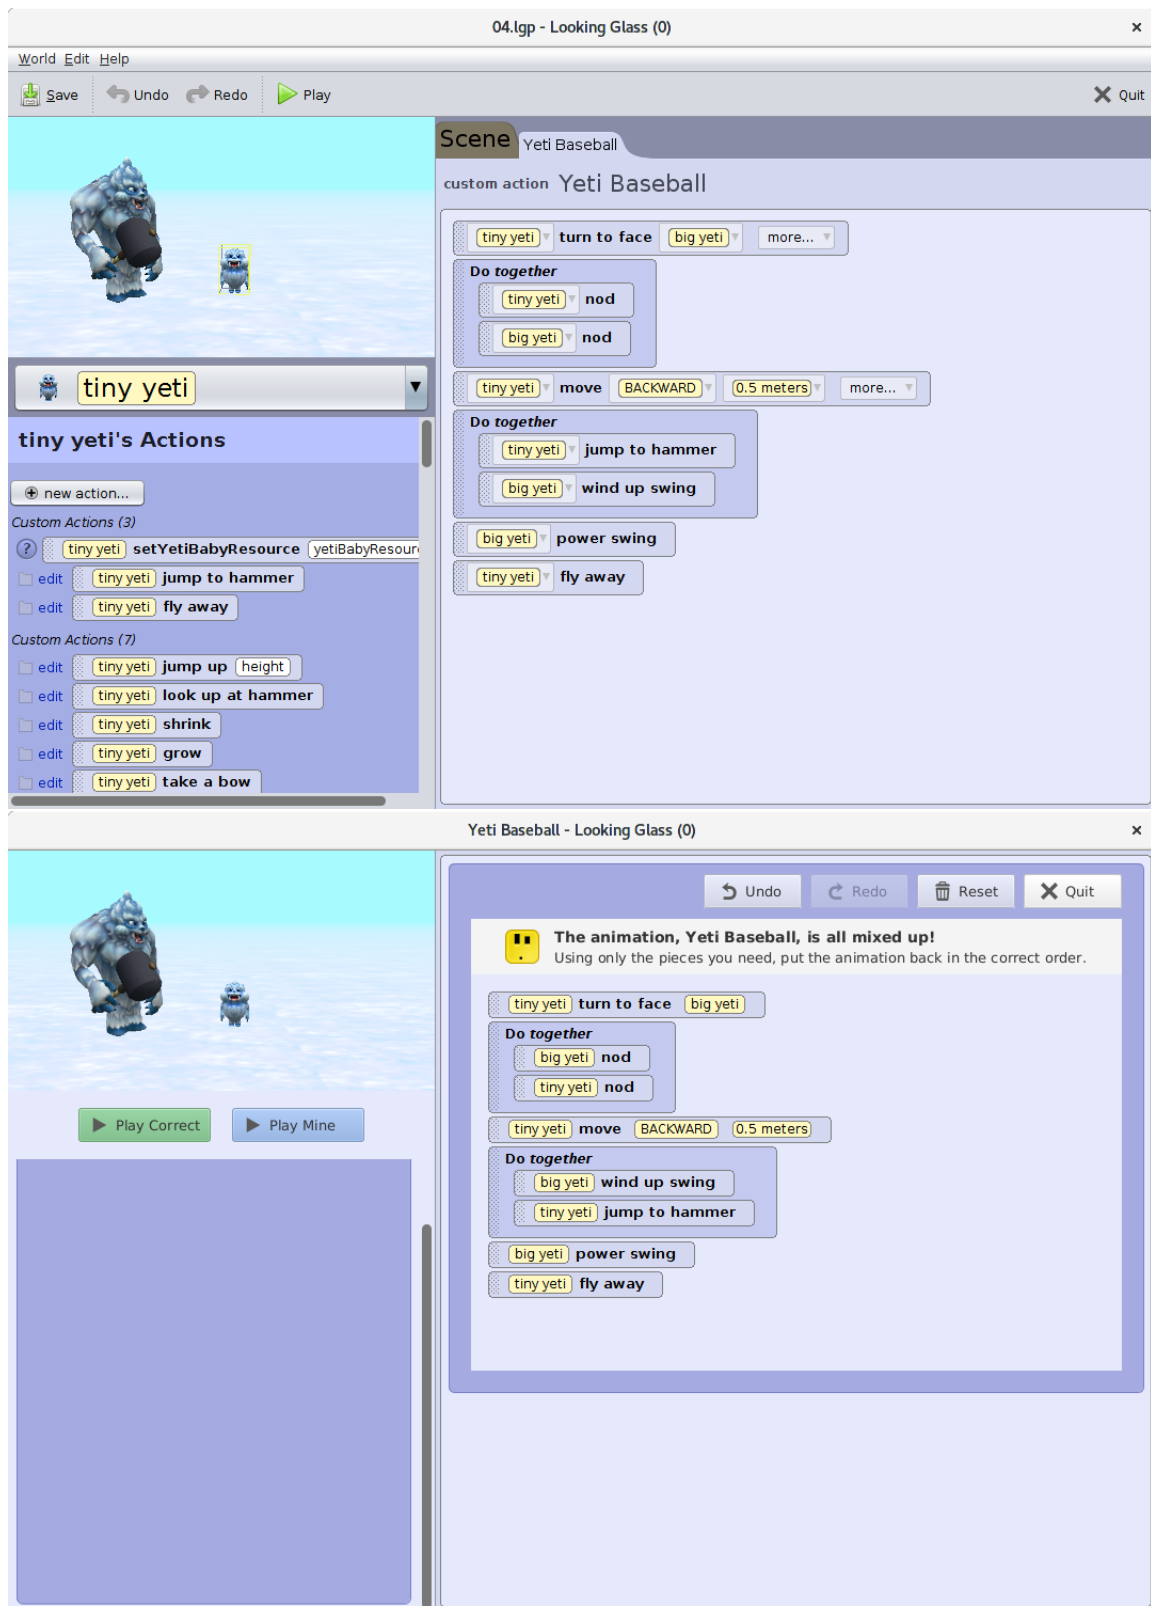 04.lgp - Looking Glass (0) ×
World Edit Help
Save Undo Redo Play Quit
Scene Yeti Baseball
custom action Yeti Baseball
tiny yeti turn to face big yeti more...
Do together
tiny yeti nod
big yeti nod
tiny yeti move BACKWARD 0.5 meters more...
Do together
tiny yeti jump to hammer
big yeti wind up swing
big yeti power swing
tiny yeti fly away
tiny yeti
tiny yeti's Actions
new action...
Custom Actions (3)
? tiny yeti setYetiBabyResource yetiBabyResour
edit tiny yeti jump to hammer
edit tiny yeti fly away
Custom Actions (7)
edit tiny yeti jump up height
edit tiny yeti look up at hammer
edit tiny yeti shrink
edit tiny yeti grow
edit tiny yeti take a bow
Yeti Baseball - Looking Glass (0) ×
Undo Redo Reset Quit
The animation, Yeti Baseball, is all mixed up!
Using only the pieces you need, put the animation back in the correct order.
tiny yeti turn to face big yeti
Do together
big yeti nod
tiny yeti nod
tiny yeti move BACKWARD 0.5 meters
Do together
big yeti wind up swing
tiny yeti jump to hammer
big yeti power swing
tiny yeti fly away
Play Correct Play Mine